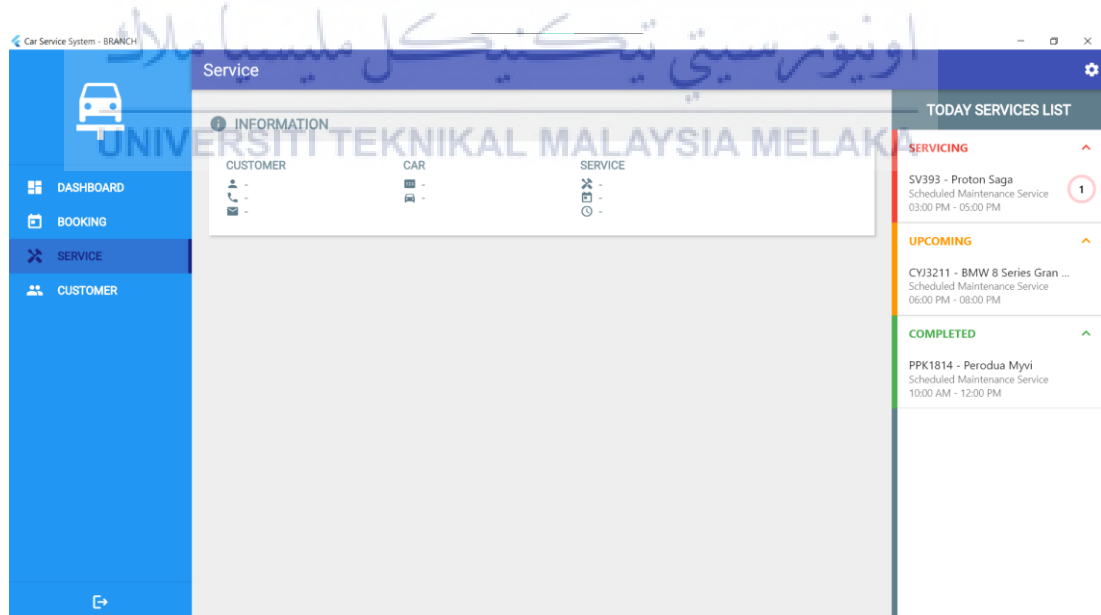 اونيۏرسيتي تيكنيكل مليسيا ملاك
Car Service System - BRANCH
Service
INFORMATION
UNIVERSITI TEKNIKAL MALAYSIA MELAKA
CUSTOMER CAR SERVICE
- - -
- - -
- -
DASHBOARD
BOOKING
SERVICE
CUSTOMER
TODAY SERVICES LIST
SERVICING
SV393 - Proton Saga
Scheduled Maintenance Service
03:00 PM - 05:00 PM
1
UPCOMING
CYJ3211 - BMW 8 Series Gran ...
Scheduled Maintenance Service
06:00 PM - 08:00 PM
COMPLETED
PPK1814 - Perodua Myvi
Scheduled Maintenance Service
10:00 AM - 12:00 PM